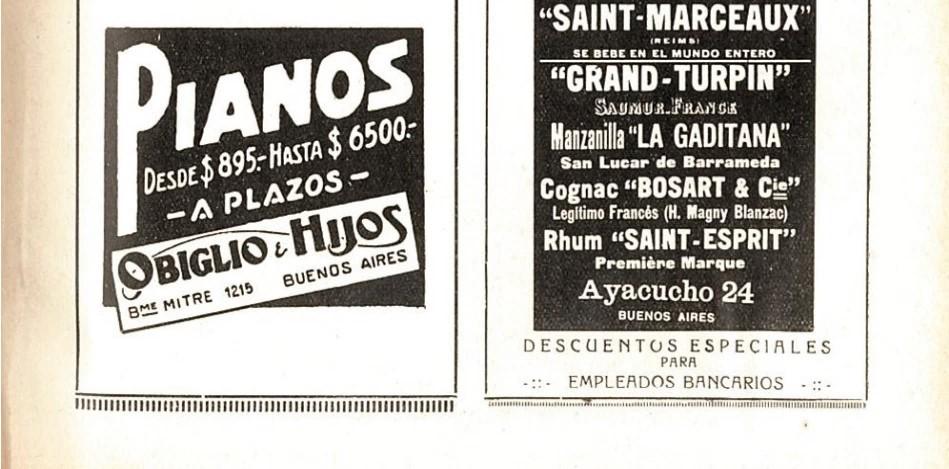 PIANOS
DESDE $ 895.- HASTA $ 6500.-
- A PLAZOS -
OBIGLIO & HIJOS
BME MITRE 1215 BUENOS AIRES
"SAINT-MARCEAUX"
(REIMS)
SE BEBE EN EL MUNDO ENTERO
"GRAND-TURPIN"
SAUMUR-FRANCE
Manzanilla "LA GADITANA"
San Lucar de Barrameda
Cognac "BOSART & Cie"
Legitimo Francés (H. Magny Blanzac)
Rhum "SAINT-ESPRIT"
Première Marque
Ayacucho 24
BUENOS AIRES
DESCUENTOS ESPECIALES
PARA
-::- EMPLEADOS BANCARIOS -::-